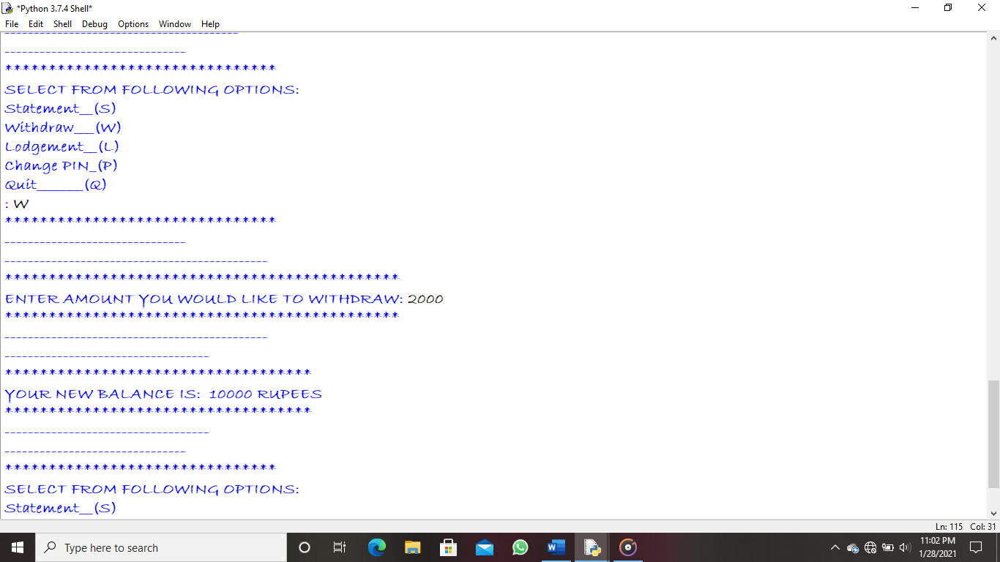 *Python 3.7.4 Shell*
File Edit Shell Debug Options Window Help
----------------------------------------
-------------------------------
*******************************
SELECT FROM FOLLOWING OPTIONS:
Statement__(S)
Withdraw___(W)
Lodgement__(L)
Change PIN_(P)
Quit_______(Q)
: W
*******************************
-------------------------------
---------------------------------------------
*********************************************
ENTER AMOUNT YOU WOULD LIKE TO WITHDRAW: 2000
*********************************************
---------------------------------------------
-----------------------------------
***********************************
YOUR NEW BALANCE IS:  10000 RUPEES
***********************************
-----------------------------------
-------------------------------
*******************************
SELECT FROM FOLLOWING OPTIONS:
Statement__(S)
Ln: 115 Col: 31
Type here to search
11:02 PM
1/28/2021